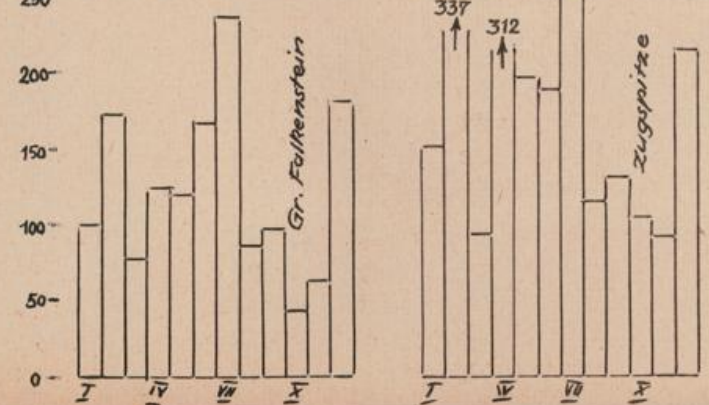 250
337
312
200
150
100
50
0
Gr. Falkenstein
Zugspitze
I IV VII X
I IV VII X